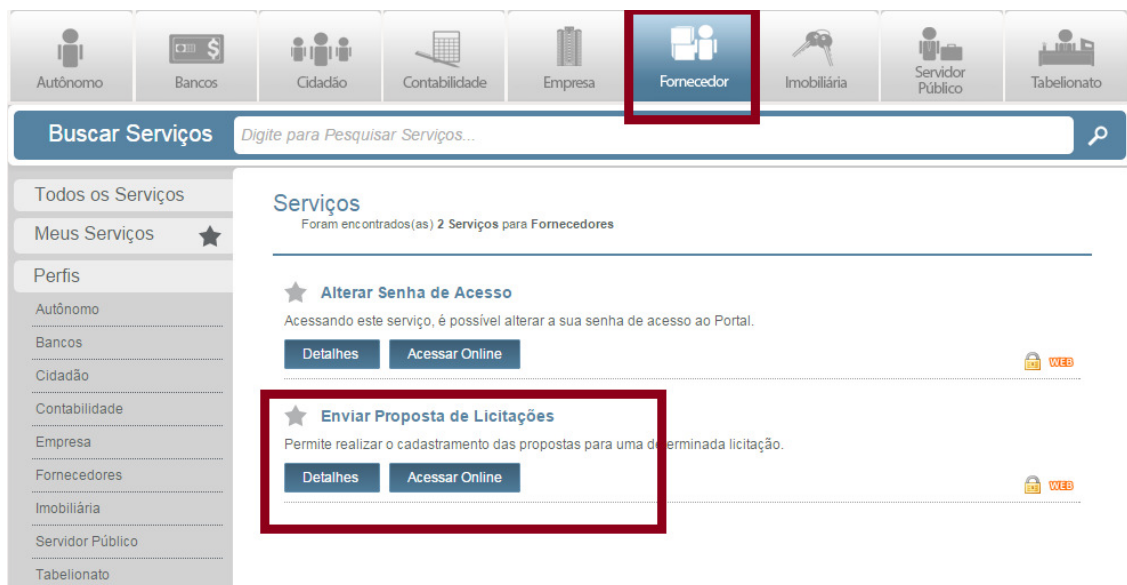 Autônomo
Bancos
Cidadão
Contabilidade
Empresa
Fornecedor
Imobiliária
Servidor
Público
Tabelionato
Buscar Serviços
Digite para Pesquisar Serviços...
Todos os Serviços
Meus Serviços
Perfis
Autônomo
Bancos
Cidadão
Contabilidade
Empresa
Fornecedores
Imobiliária
Servidor Público
Tabelionato
Serviços
Foram encontrados(as) 2 Serviços para Fornecedores
Alterar Senha de Acesso
Acessando este serviço, é possível alterar a sua senha de acesso ao Portal.
Detalhes Acessar Online
WEB
Enviar Proposta de Licitações
Permite realizar o cadastramento das propostas para uma determinada licitação.
Detalhes Acessar Online
WEB